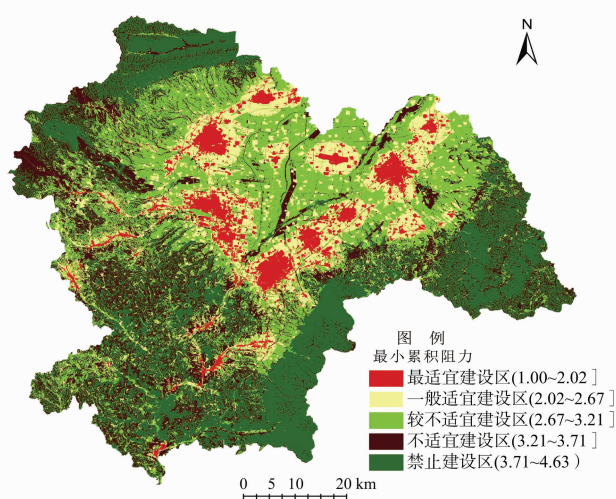 N
图 例
最小累积阻力
最适宜建设区(1.00~2.02]
一般适宜建设区(2.02~2.67]
较不适宜建设区(2.67~3.21]
不适宜建设区(3.21~3.71]
禁止建设区(3.71~4.63)
0 5 10 20 km